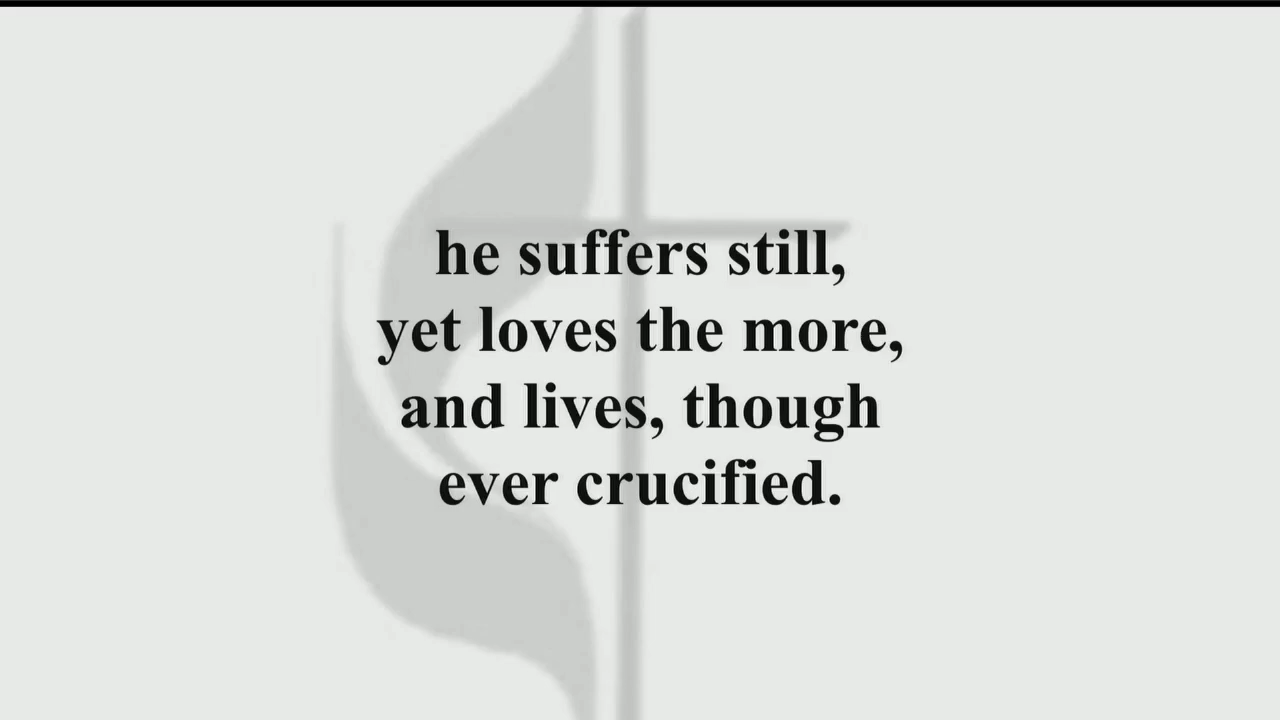 he suffers still,
yet loves the more,
and lives, though
ever crucified.